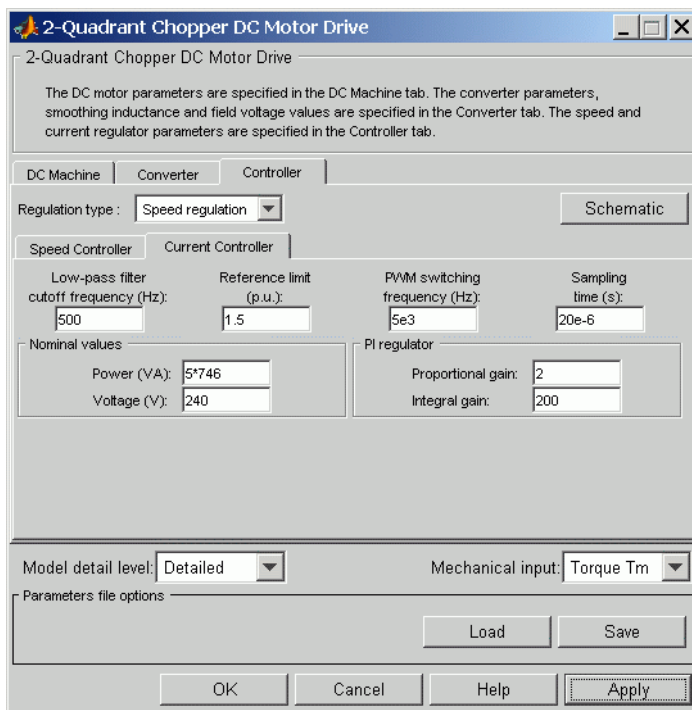 2-Quadrant Chopper DC Motor Drive
2-Quadrant Chopper DC Motor Drive
The DC motor parameters are specified in the DC Machine tab. The converter parameters,
smoothing inductance and field voltage values are specified in the Converter tab. The speed and
current regulator parameters are specified in the Controller tab.
DC Machine Converter Controller
Regulation type : Speed regulation Schematic
Speed Controller Current Controller
Low-pass filter Reference limit PWM switching Sampling
cutoff frequency (Hz): (p.u.): frequency (Hz): time (s):
500 1.5 5e3 20e-6
Nominal values PI regulator
Power (VA): 5*746 Proportional gain: 2
Voltage (V): 240 Integral gain: 200
Model detail level: Detailed Mechanical input: Torque Tm
Parameters file options
Load Save
OK Cancel Help Apply